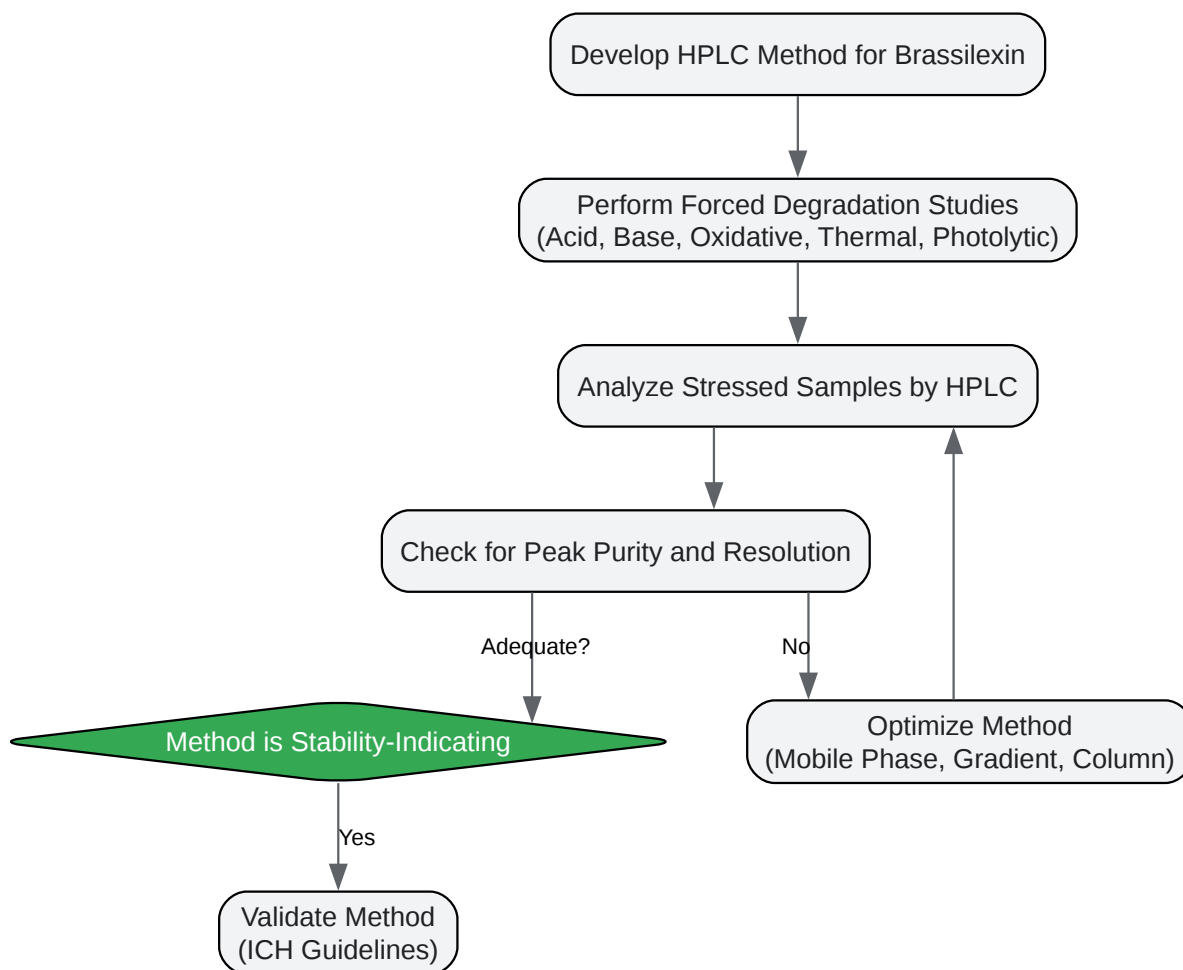 Develop HPLC Method for Brassilexin
Perform Forced Degradation Studies
(Acid, Base, Oxidative, Thermal, Photolytic)
Analyze Stressed Samples by HPLC
Check for Peak Purity and Resolution
Adequate?
No
Method is Stability-Indicating
Optimize Method
(Mobile Phase, Gradient, Column)
Yes
Validate Method
(ICH Guidelines)